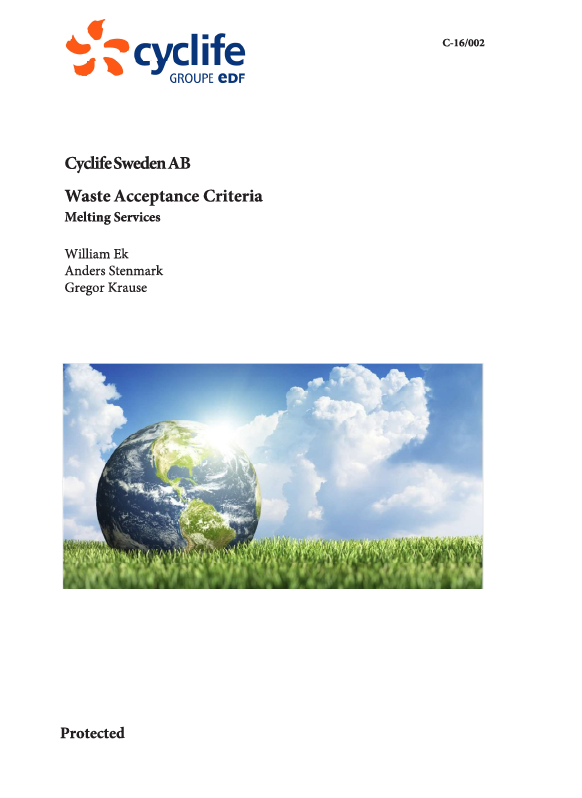 cyclife
GROUPE eDF
C-16/002
Cyclife Sweden AB
Waste Acceptance Criteria
Melting Services
William Ek
Anders Stenmark
Gregor Krause
Protected